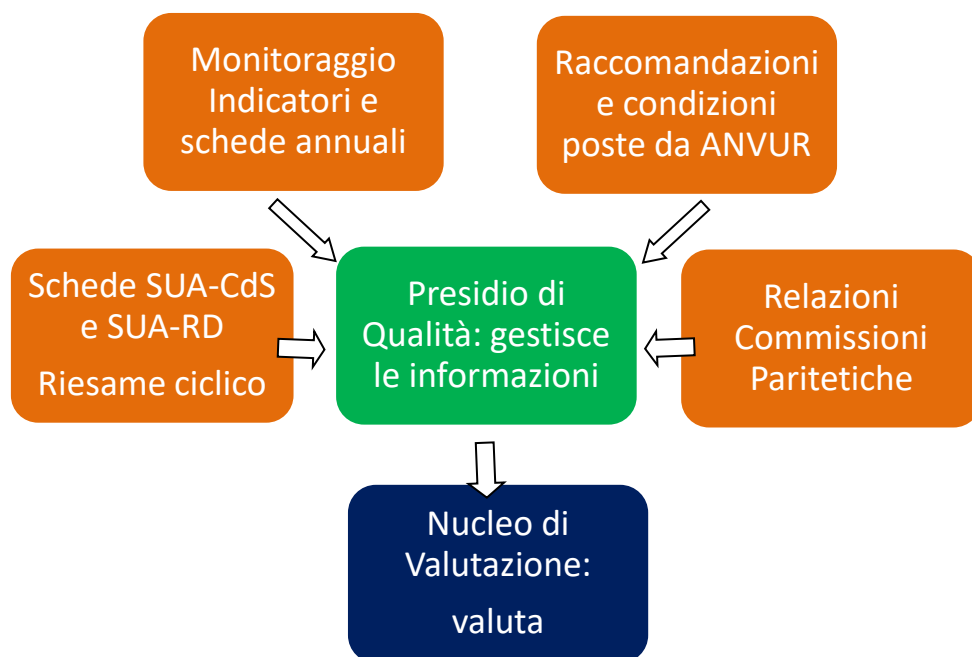 Monitoraggio
Indicatori e
schede annuali
Raccomandazioni
e condizioni
poste da ANVUR
Schede SUA-CdS
e SUA-RD
Riesame ciclico
Presidio di
Qualità: gestisce
le informazioni
Relazioni
Commissioni
Paritetiche
Nucleo di
Valutazione:
valuta